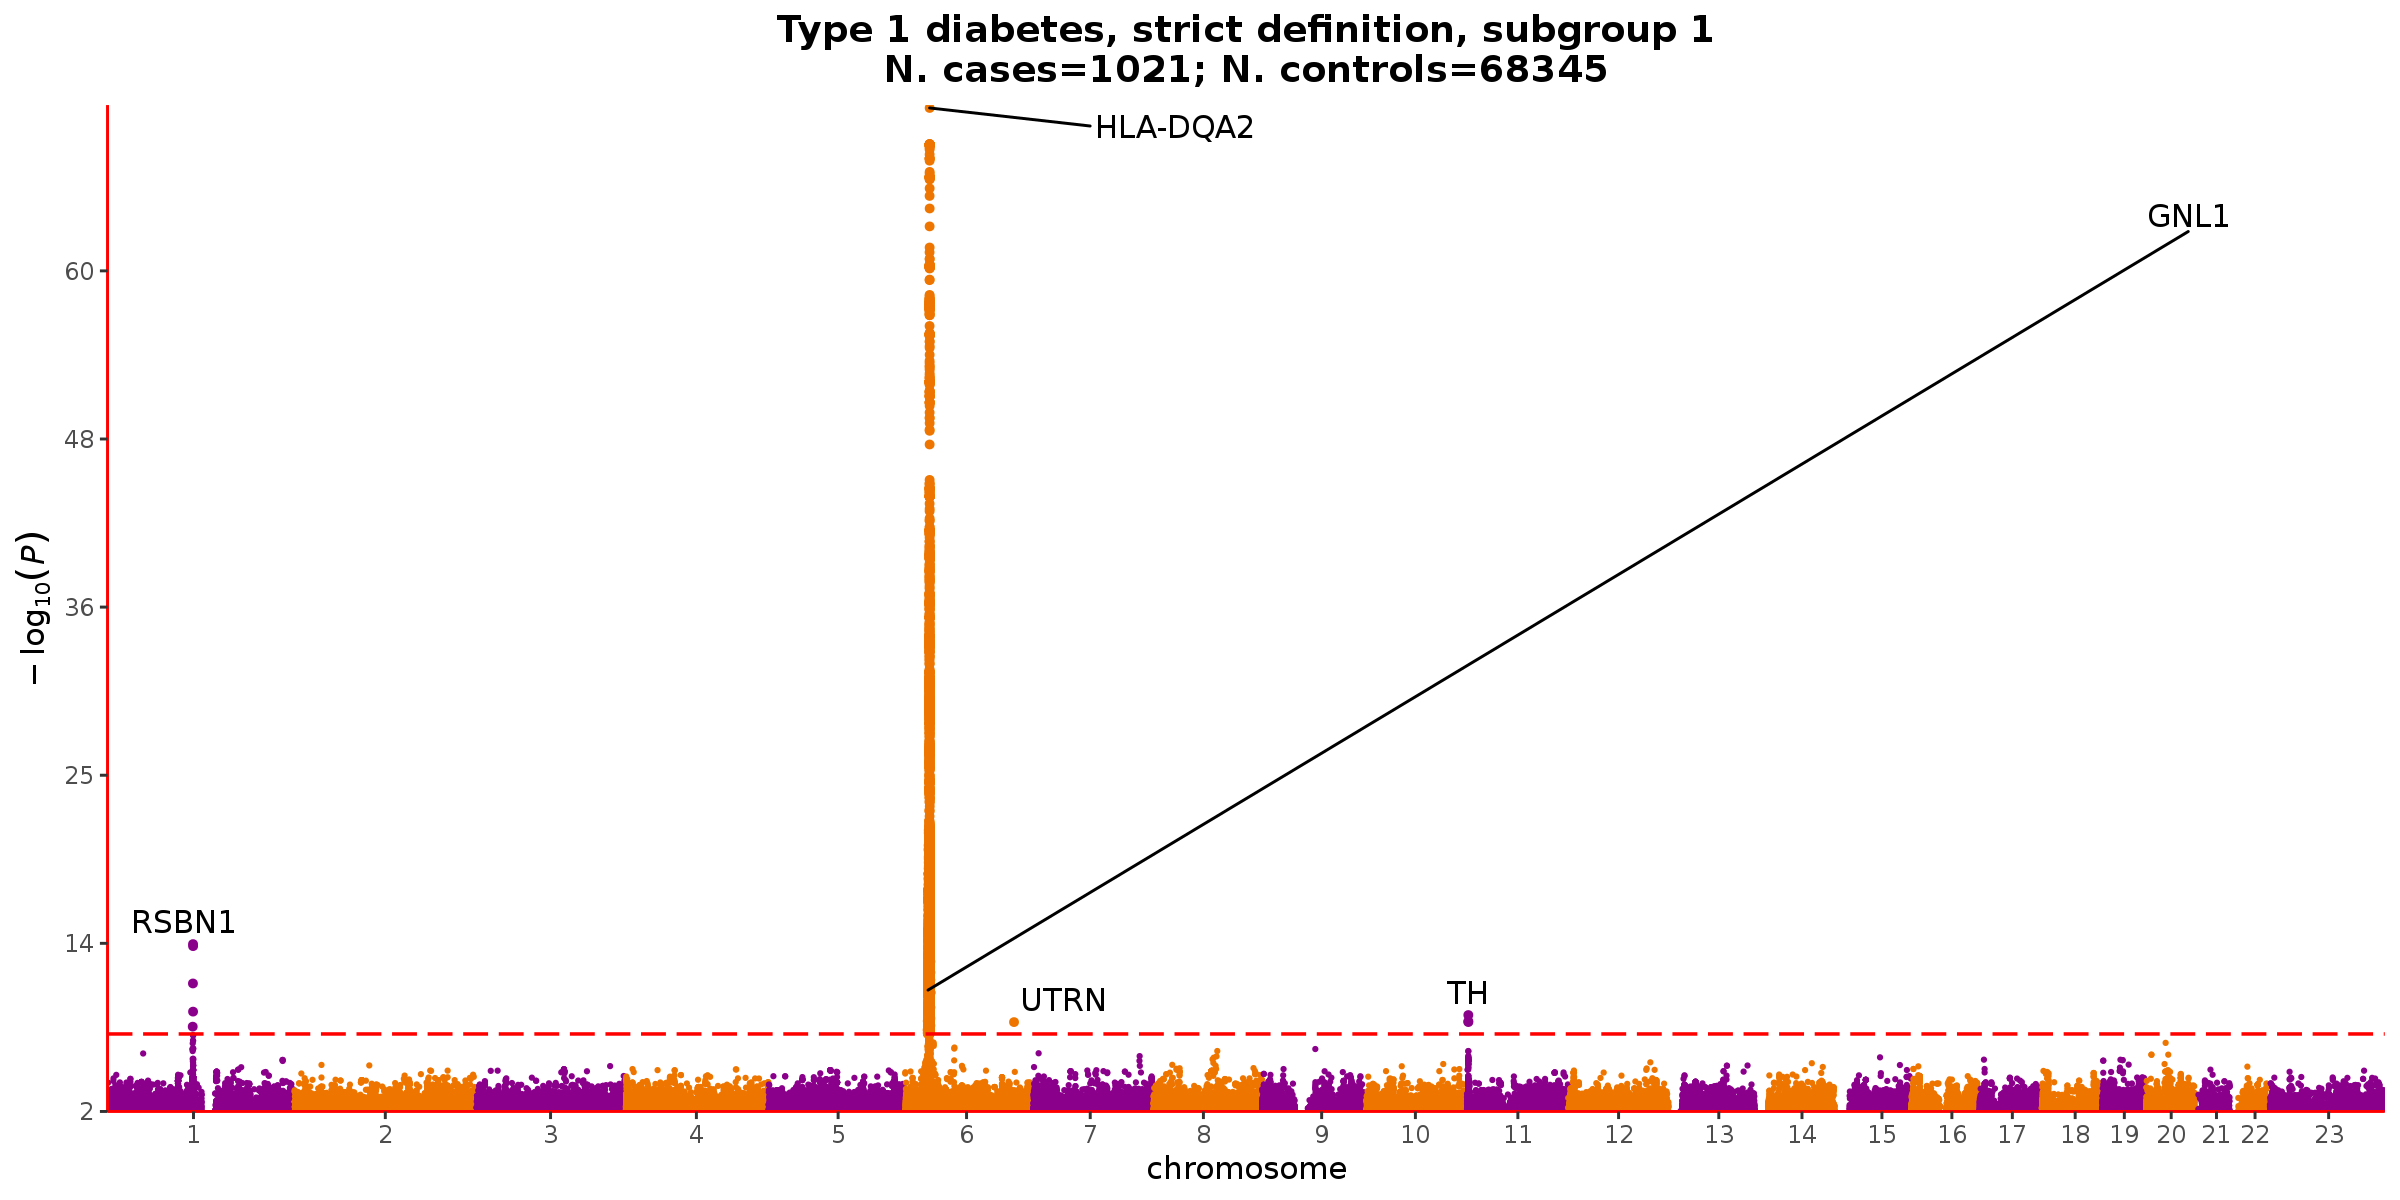 Type 1 diabetes, strict definition, subgroup 1
N. cases=1021; N. controls=68345
HLA-DQA2
GNL1
60
48
− log₁₀(P)
36
25
RSBN1
14
UTRN
TH
2
1 2 3 4 5 6 7 8 9 10 11 12 13 14 15 16 17 18 19 20 21 22 23
chromosome